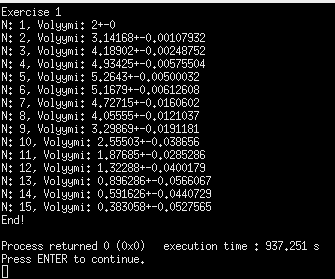 Exercise 1
N: 1, Volyymi: 2+-0
N: 2, Volyymi: 3.14168+-0.00107932
N: 3, Volyymi: 4.18902+-0.00248752
N: 4, Volyymi: 4.93425+-0.00575504
N: 5, Volyymi: 5.2643+-0.00500032
N: 6, Volyymi: 5.1679+-0.00612608
N: 7, Volyymi: 4.72715+-0.0160602
N: 8, Volyymi: 4.05555+-0.0121037
N: 9, Volyymi: 3.29869+-0.0191181
N: 10, Volyymi: 2.55503+-0.038656
N: 11, Volyymi: 1.87685+-0.0285286
N: 12, Volyymi: 1.32288+-0.0400179
N: 13, Volyymi: 0.896286+-0.0566067
N: 14, Volyymi: 0.591626+-0.0440729
N: 15, Volyymi: 0.383058+-0.0527565
End!
Process returned 0 (0x0)   execution time : 937.251 s
Press ENTER to continue.